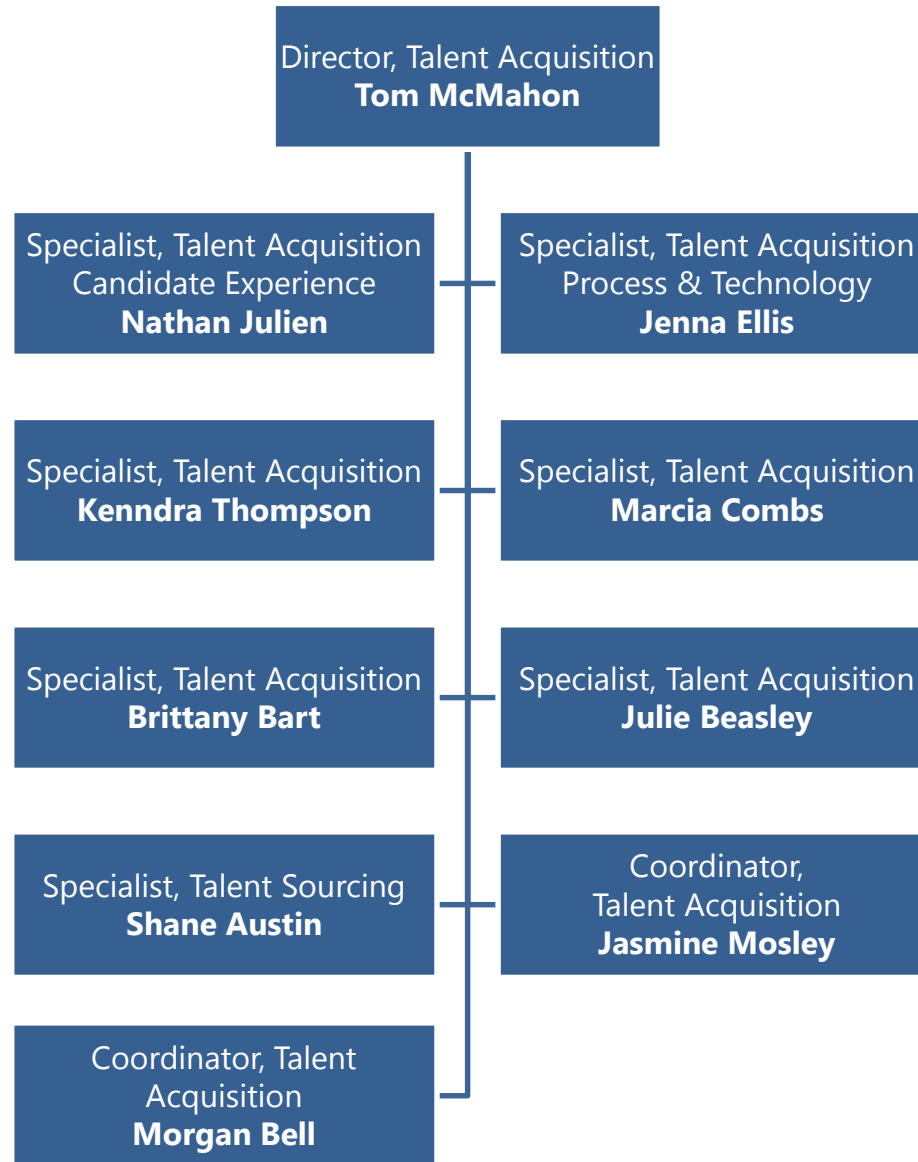 Director, Talent Acquisition
Tom McMahon
Specialist, Talent Acquisition
Candidate Experience
Nathan Julien
Specialist, Talent Acquisition
Process & Technology
Jenna Ellis
Specialist, Talent Acquisition
Kenndra Thompson
Specialist, Talent Acquisition
Marcia Combs
Specialist, Talent Acquisition
Brittany Bart
Specialist, Talent Acquisition
Julie Beasley
Specialist, Talent Sourcing
Shane Austin
Coordinator,
Talent Acquisition
Jasmine Mosley
Coordinator, Talent
Acquisition
Morgan Bell